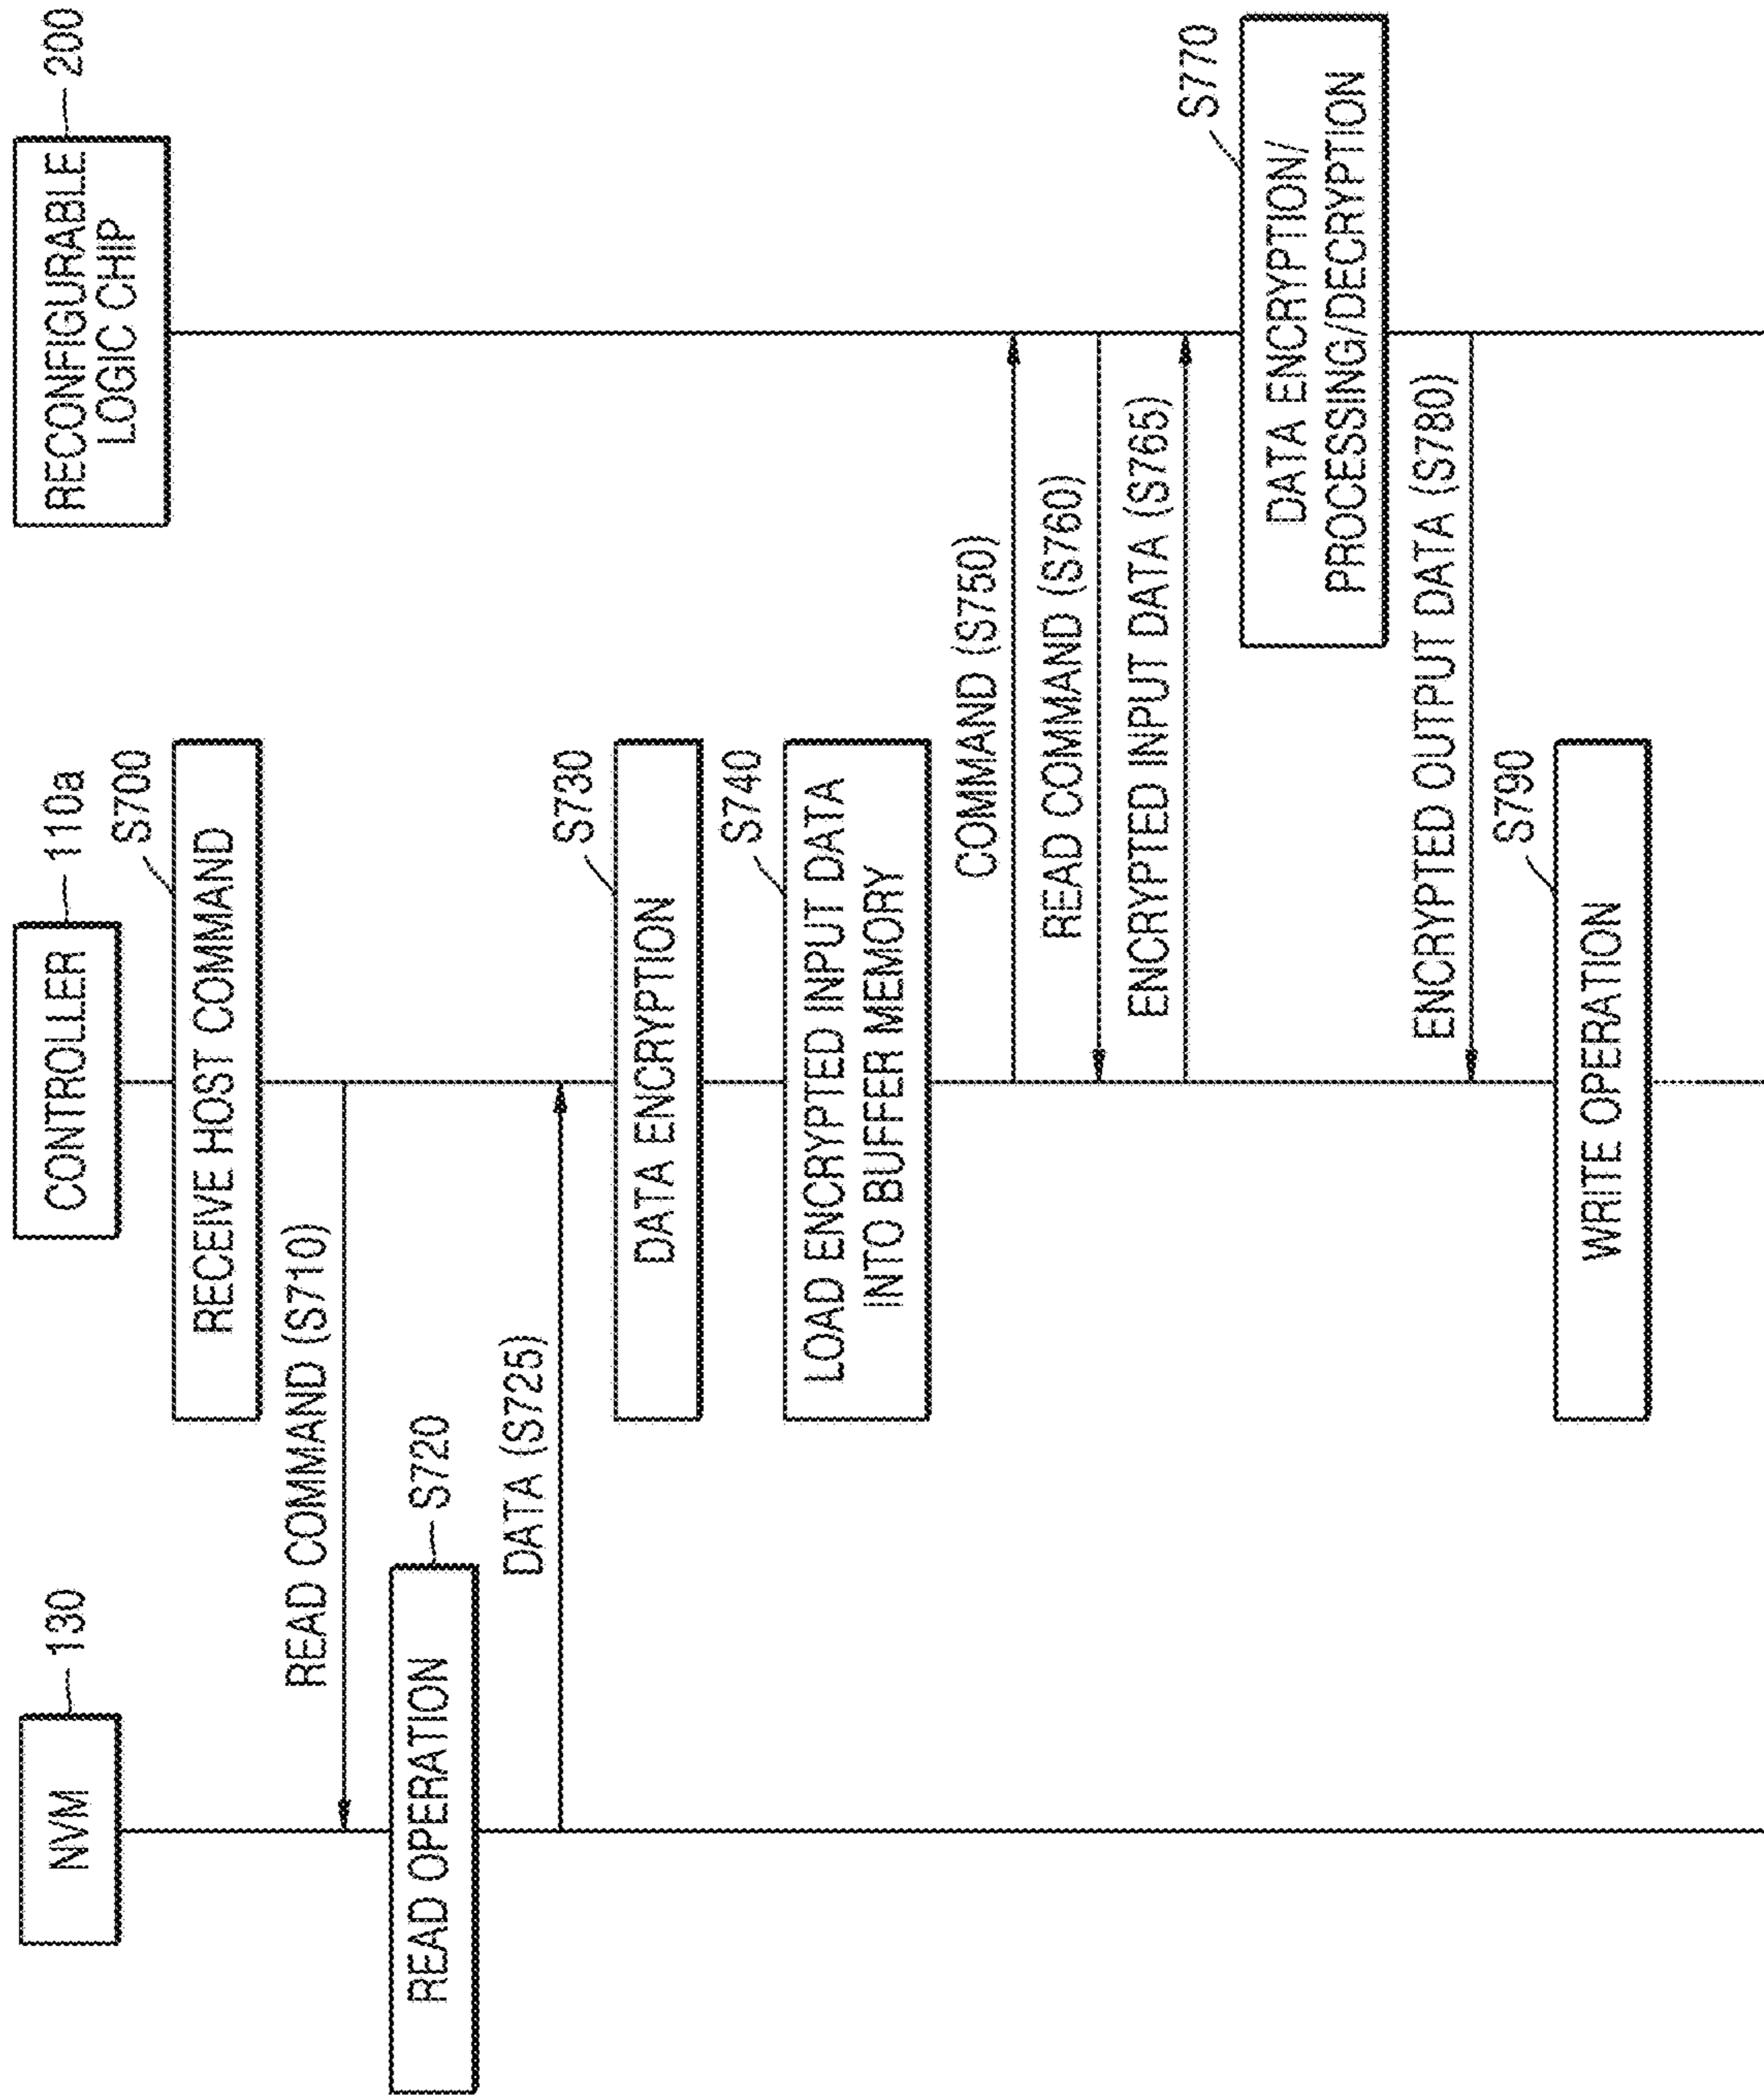 NVM
130
CONTROLLER
110a
RECONFIGURABLE
LOGIC CHIP
200
RECEIVE HOST COMMAND
S700
READ COMMAND (S710)
READ OPERATION
S720
DATA (S725)
DATA ENCRYPTION
S730
LOAD ENCRYPTED INPUT DATA
INTO BUFFER MEMORY
S740
COMMAND (S750)
READ COMMAND (S760)
ENCRYPTED INPUT DATA (S765)
DATA ENCRYPTION/
PROCESSING/DECRYPTION
S770
ENCRYPTED OUTPUT DATA (S780)
WRITE OPERATION
S790